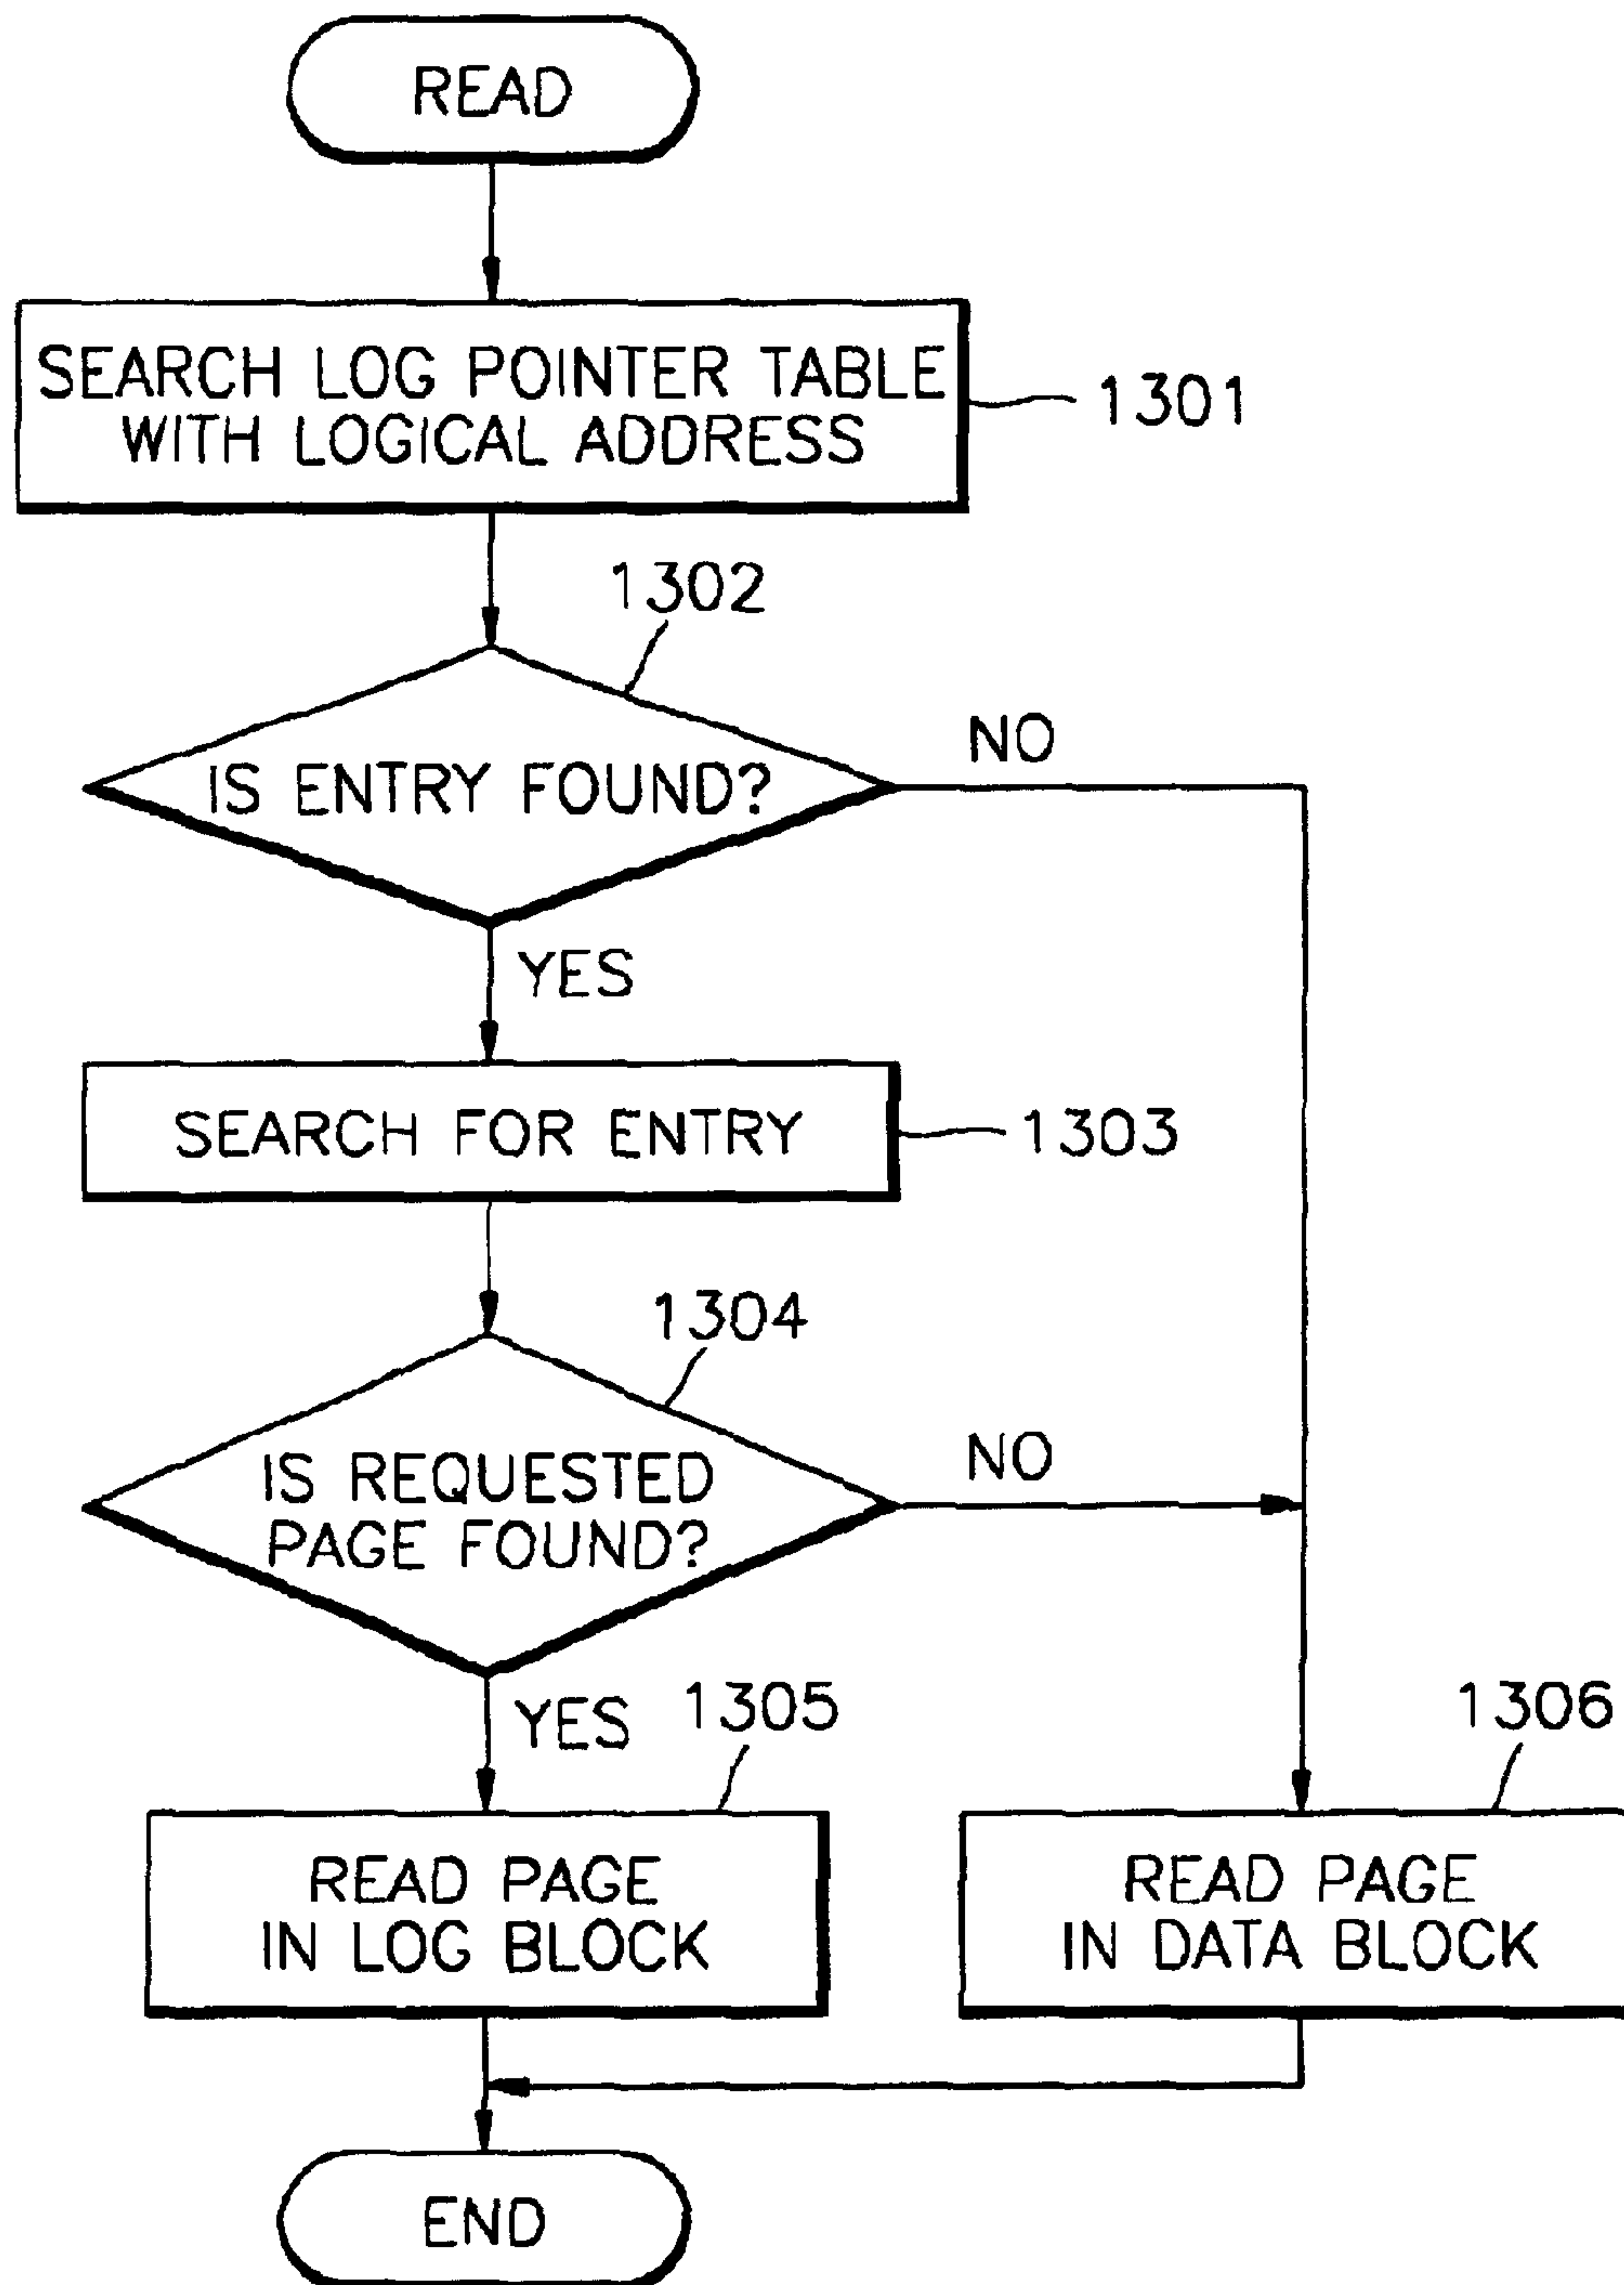 READ
SEARCH LOG POINTER TABLE
WITH LOGICAL ADDRESS
1301
1302
IS ENTRY FOUND?
NO
YES
SEARCH FOR ENTRY
1303
1304
IS REQUESTED
PAGE FOUND?
NO
YES
1305
1306
READ PAGE
IN LOG BLOCK
READ PAGE
IN DATA BLOCK
END